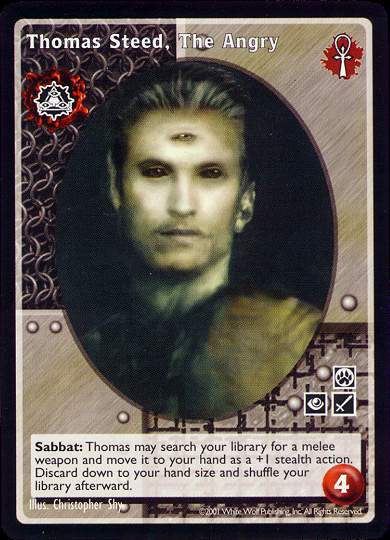 Thomas Steed, The Angry
Sabbat: Thomas may search your library for a melee
weapon and move it to your hand as a +1 stealth action.
Discard down to your hand size and shuffle your
library afterward.
4
Illus. Christopher Shy
©2001 White Wolf Publishing, Inc. All Rights Reserved.